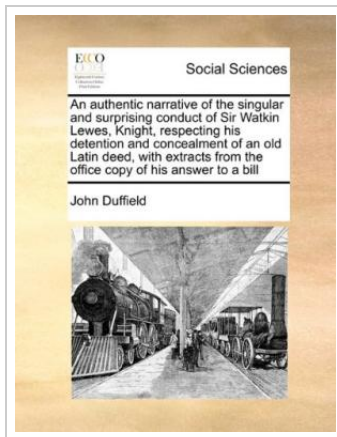 ECCO
Social Sciences
An authentic narrative of the singular
and surprising conduct of Sir Watkin
Lewes, Knight, respecting his
detention and concealment of an old
Latin deed, with extracts from the
office copy of his answer to a bill
John Duffield